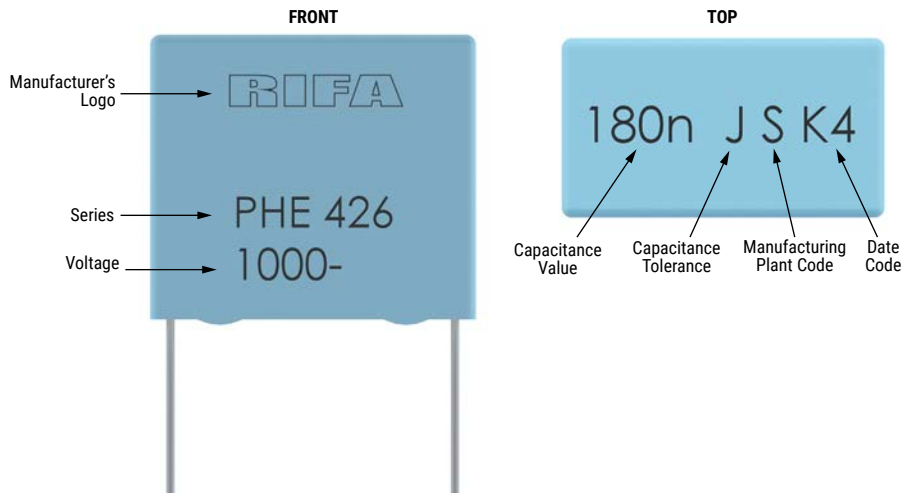 FRONT
TOP
Manufacturer's
Logo
RIFA
Series
PHE 426
Voltage
1000-
180n J S K4
Capacitance
Value
Capacitance
Tolerance
Manufacturing
Plant Code
Date
Code